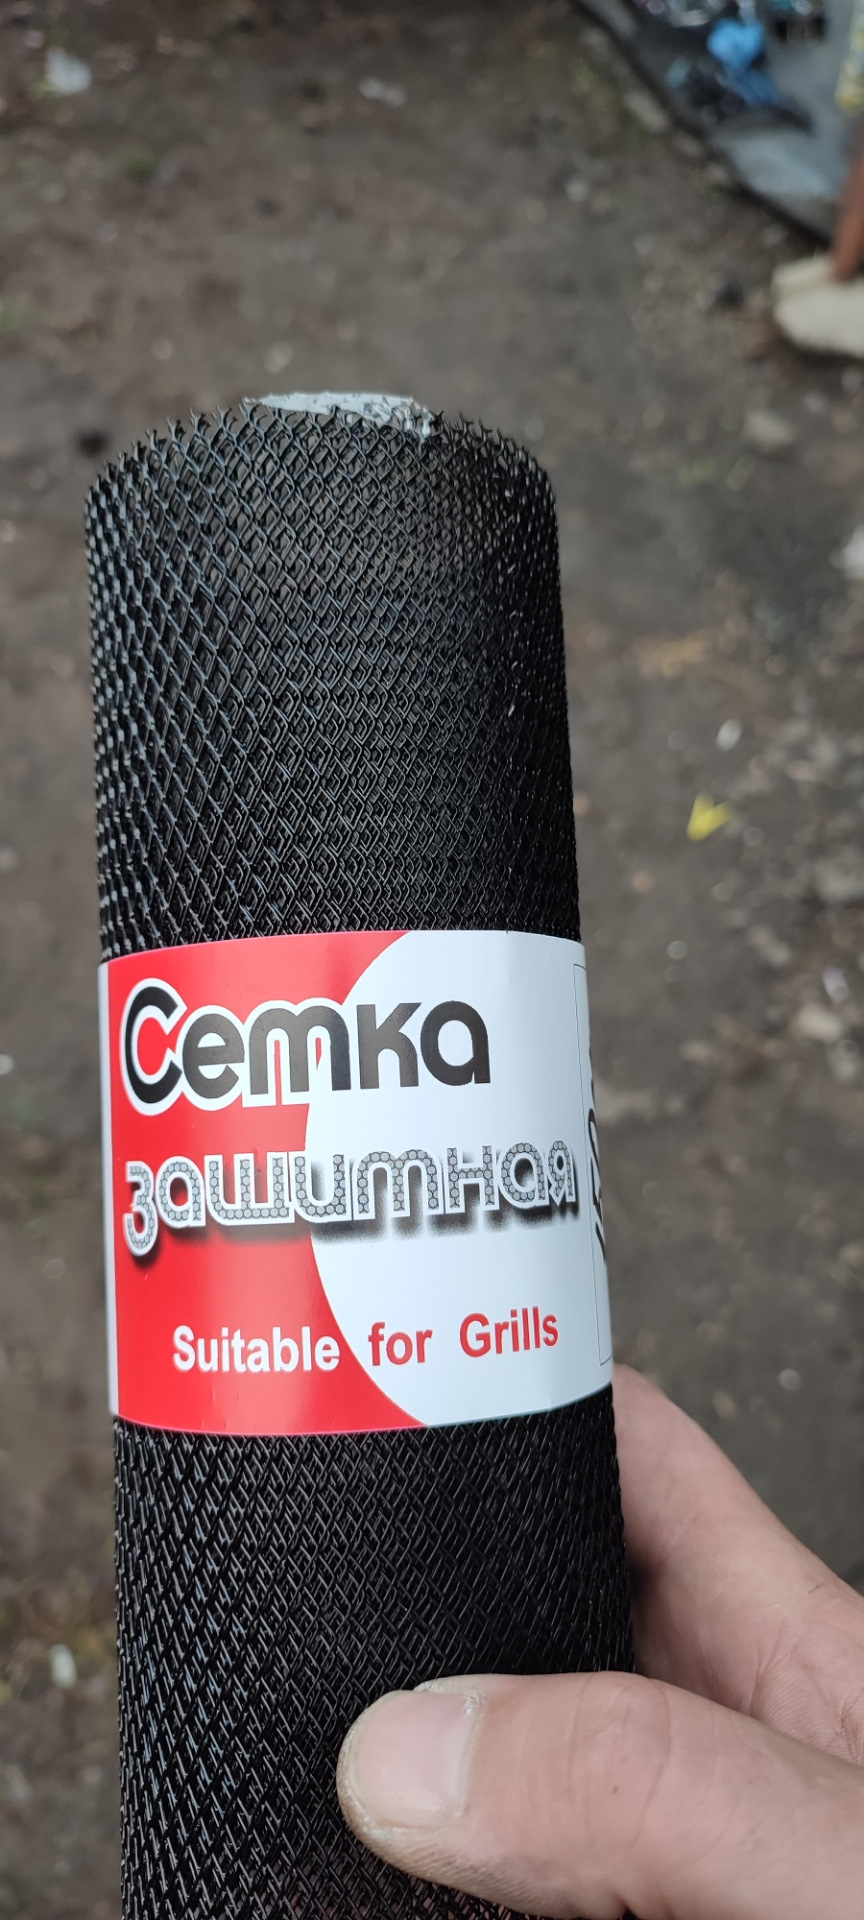 Сетка
защитная
Suitable for Grills